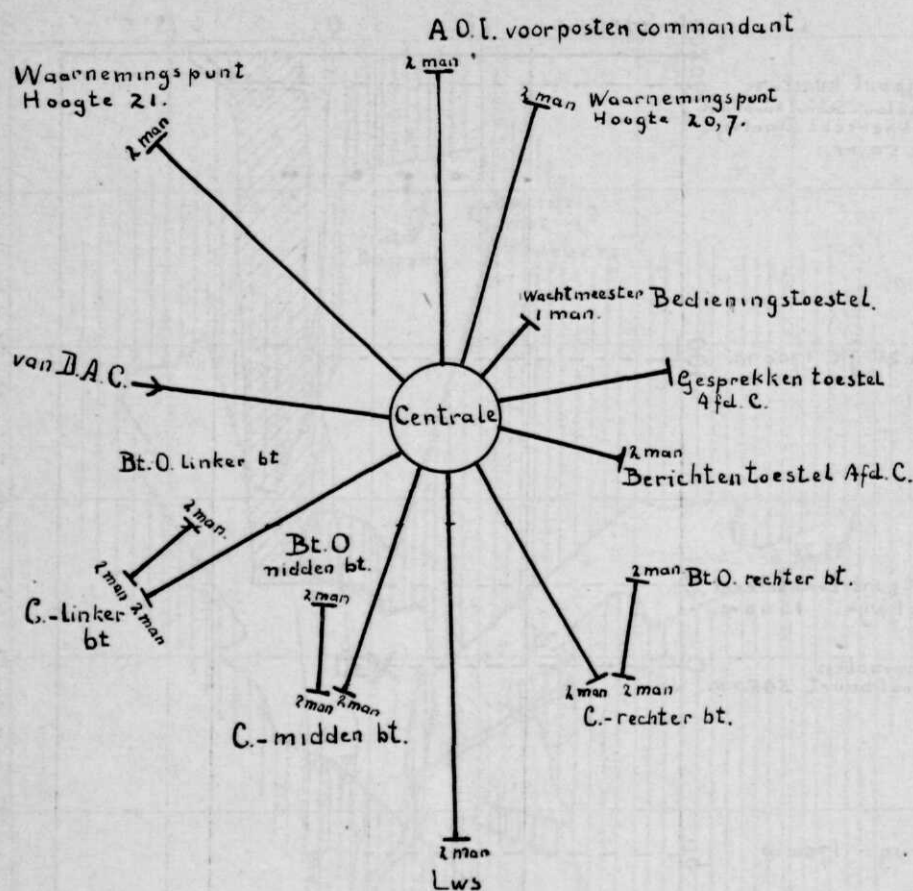 A O.I. voorposten commandant
2 man
Waarnemingspunt
Hoogte 21.
2 man
2 man Waarnemingspunt
Hoogte 20,7.
Wachtmeester
1 man.
Bedieningstoestel.
van D.A.C.
Centrale
Gesprekken toestel
Afd. C.
2 man
Berichtentoestel Afd. C.
Bt. O. linker bt
2 man.
2 man
2 man
C.-linker
bt
Bt. O
midden bt.
2 man
2 man
2 man
C.-midden bt.
2 man Bt O. rechter bt.
2 man 2 man
C.-rechter bt.
2 man
Lws